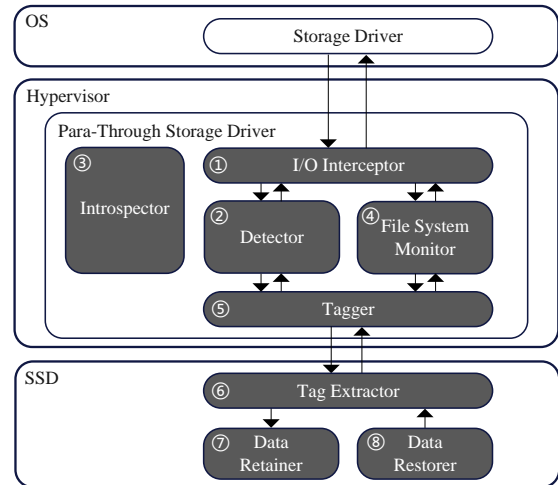 OS
Storage Driver
Hypervisor
Para-Through Storage Driver
③
Introspector
① I/O Interceptor
② Detector
④ File System
Monitor
⑤ Tagger
SSD
⑥ Tag Extractor
⑦ Data
Retainer
⑧ Data
Restorer